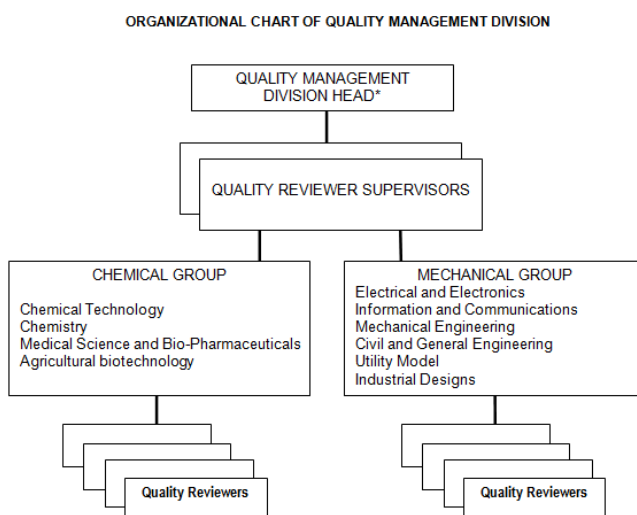 ORGANIZATIONAL CHART OF QUALITY MANAGEMENT DIVISION
QUALITY MANAGEMENT
DIVISION HEAD*
QUALITY REVIEWER SUPERVISORS
CHEMICAL GROUP
Chemical Technology
Chemistry
Medical Science and Bio-Pharmaceuticals
Agricultural biotechnology
MECHANICAL GROUP
Electrical and Electronics
Information and Communications
Mechanical Engineering
Civil and General Engineering
Utility Model
Industrial Designs
Quality Reviewers
Quality Reviewers